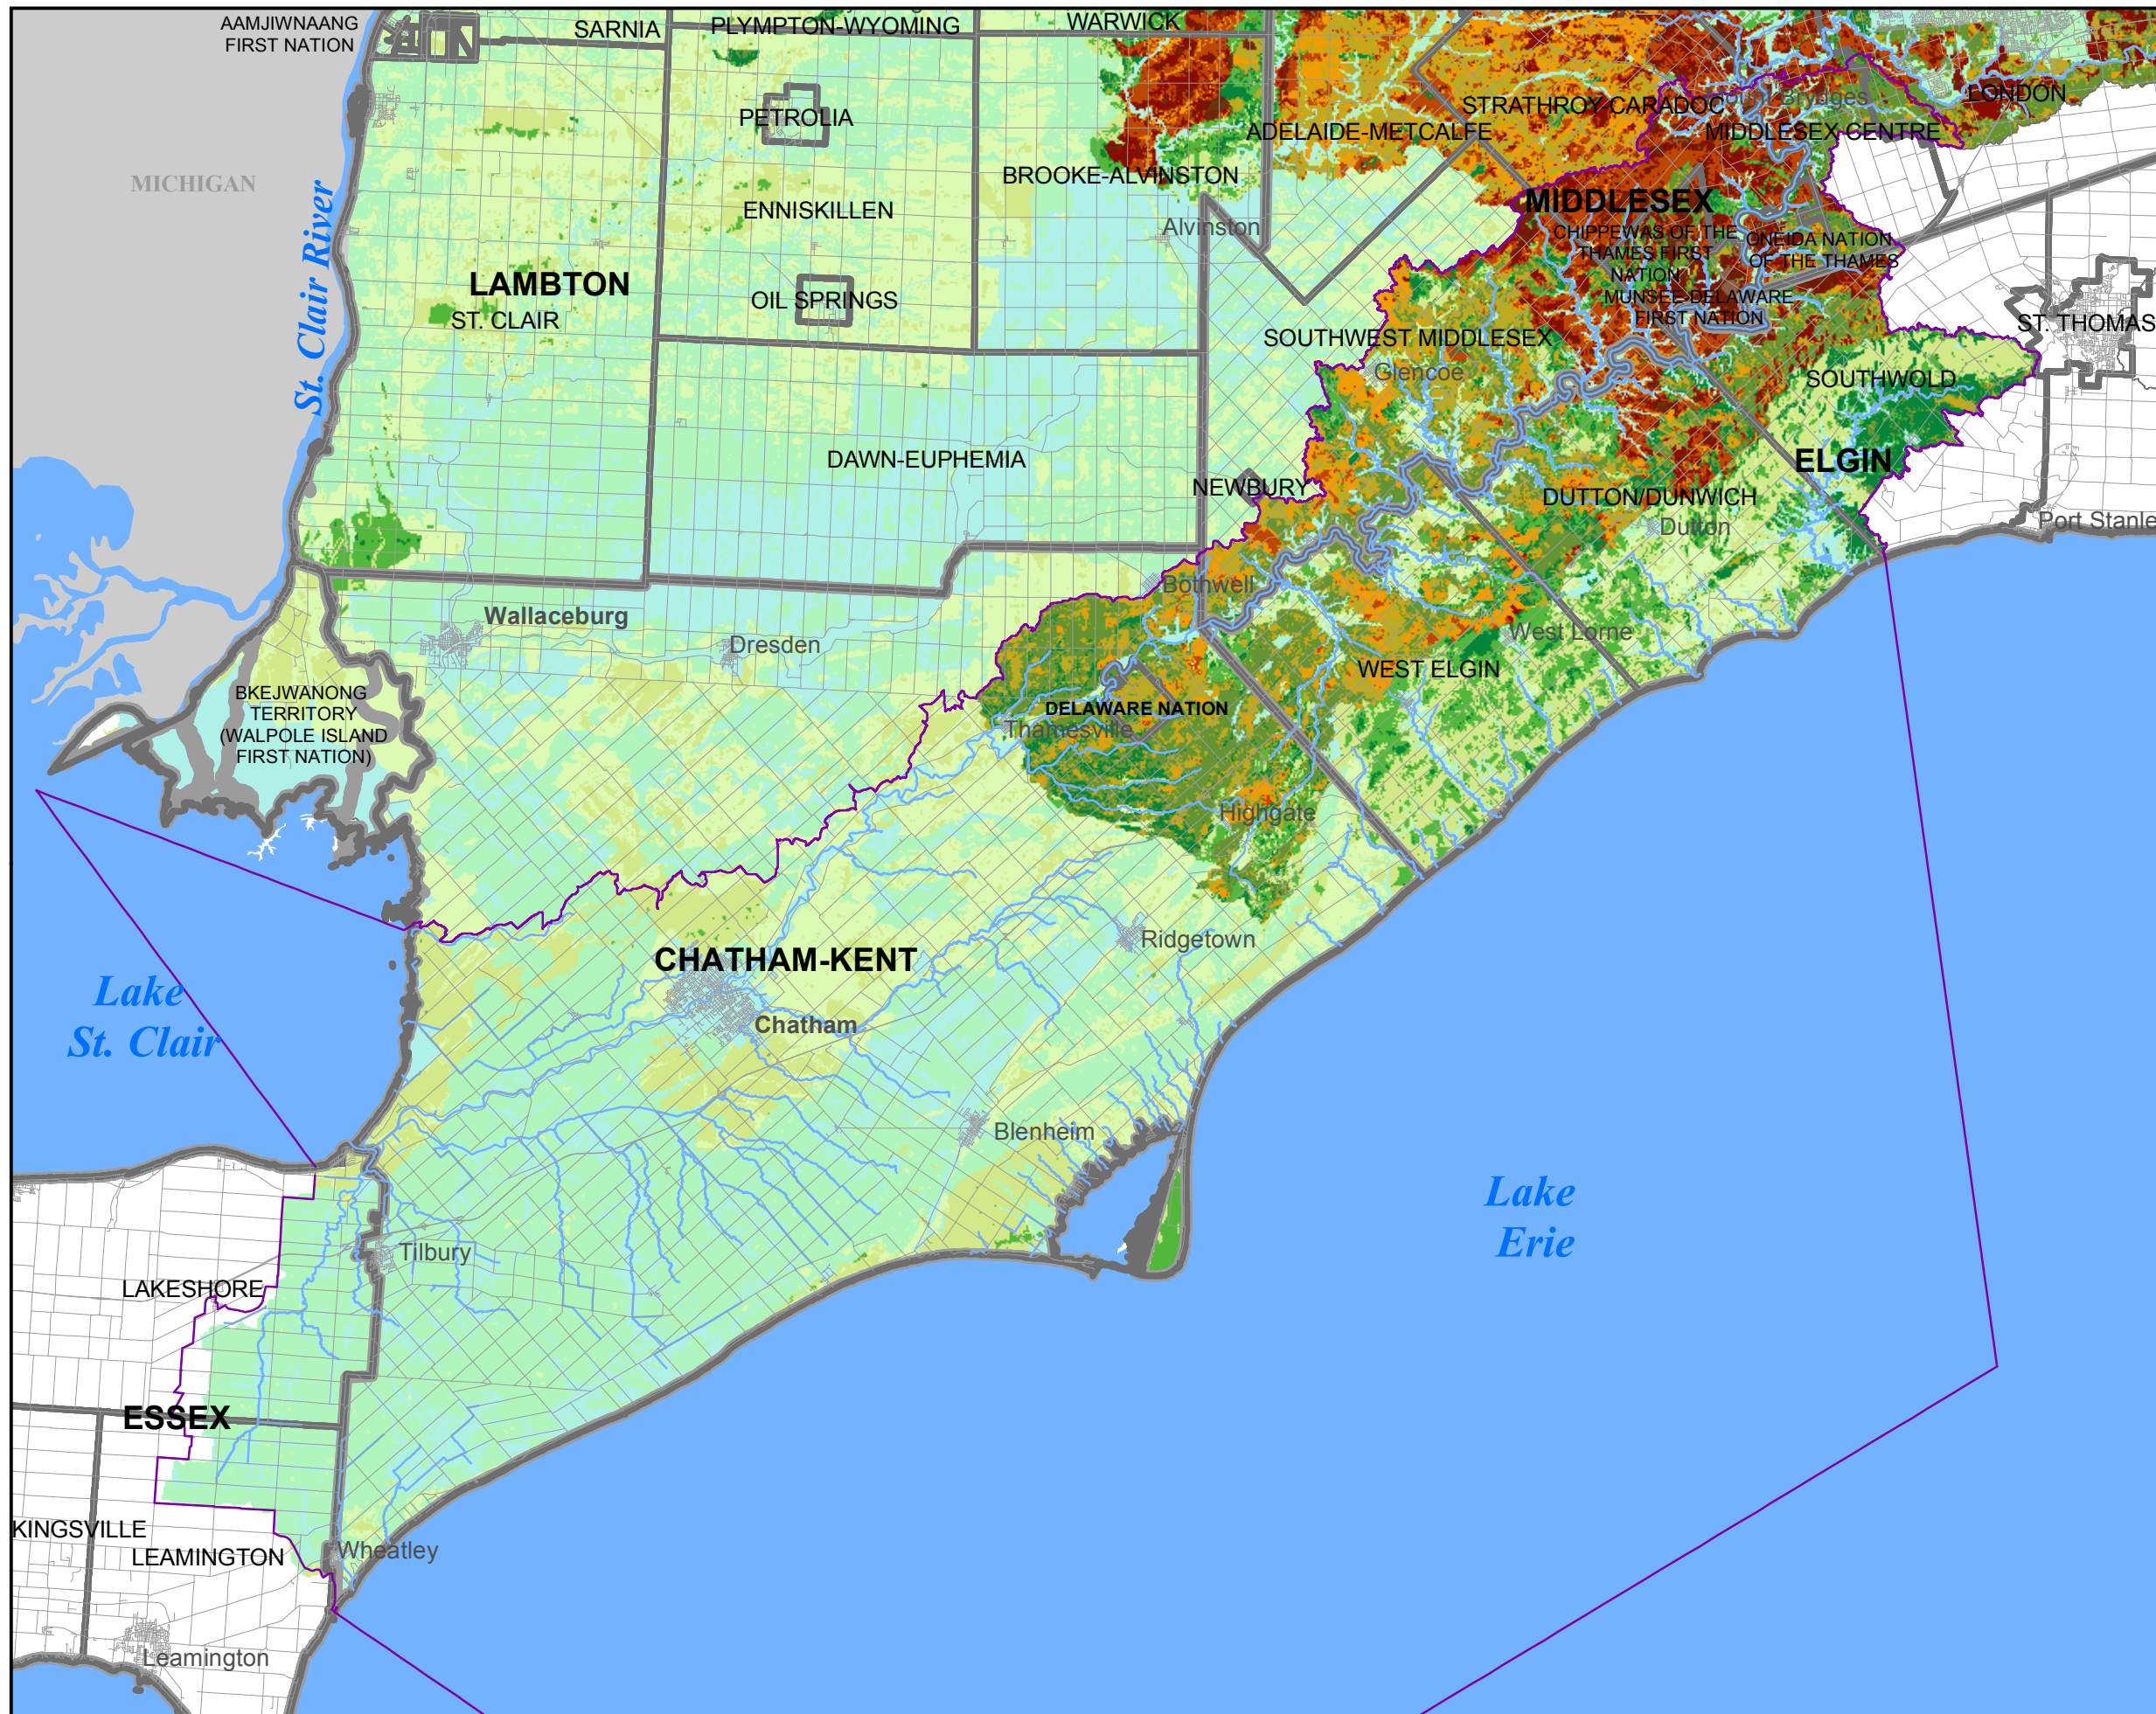 AAMJIWNAANG
FIRST NATION
SARNIA
PLYMPTON-WYOMING
WARWICK
PETROLIA
STRATHROY-CARADOC
Brydges
LONDON
ADELAIDE-METCALFE
MIDDLESEX CENTRE
MICHIGAN
BROOKE-ALVINSTON
St. Clair River
ENNISKILLEN
Alvinston
MIDDLESEX
CHIPPEWAS OF THE
THAMES FIRST
NATION
ONEIDA NATION
OF THE THAMES
LAMBTON
ST. CLAIR
OIL SPRINGS
MUNSEE-DELAWARE
FIRST NATION
ST. THOMAS
SOUTHWEST MIDDLESEX
Glencoe
SOUTHWOLD
DAWN-EUPHEMIA
ELGIN
NEWBURY
DUTTON/DUNWICH
Dutton
Port Stanle
Bothwell
Wallaceburg
Dresden
West Lorne
WEST ELGIN
BKEJWANONG
TERRITORY
(WALPOLE ISLAND
FIRST NATION)
DELAWARE NATION
Thamesville
Highgate
Ridgetown
CHATHAM-KENT
Lake
St. Clair
Chatham
Blenheim
Lake
Erie
Tilbury
LAKESHORE
ESSEX
KINGSVILLE
LEAMINGTON
Wheatley
Leamington